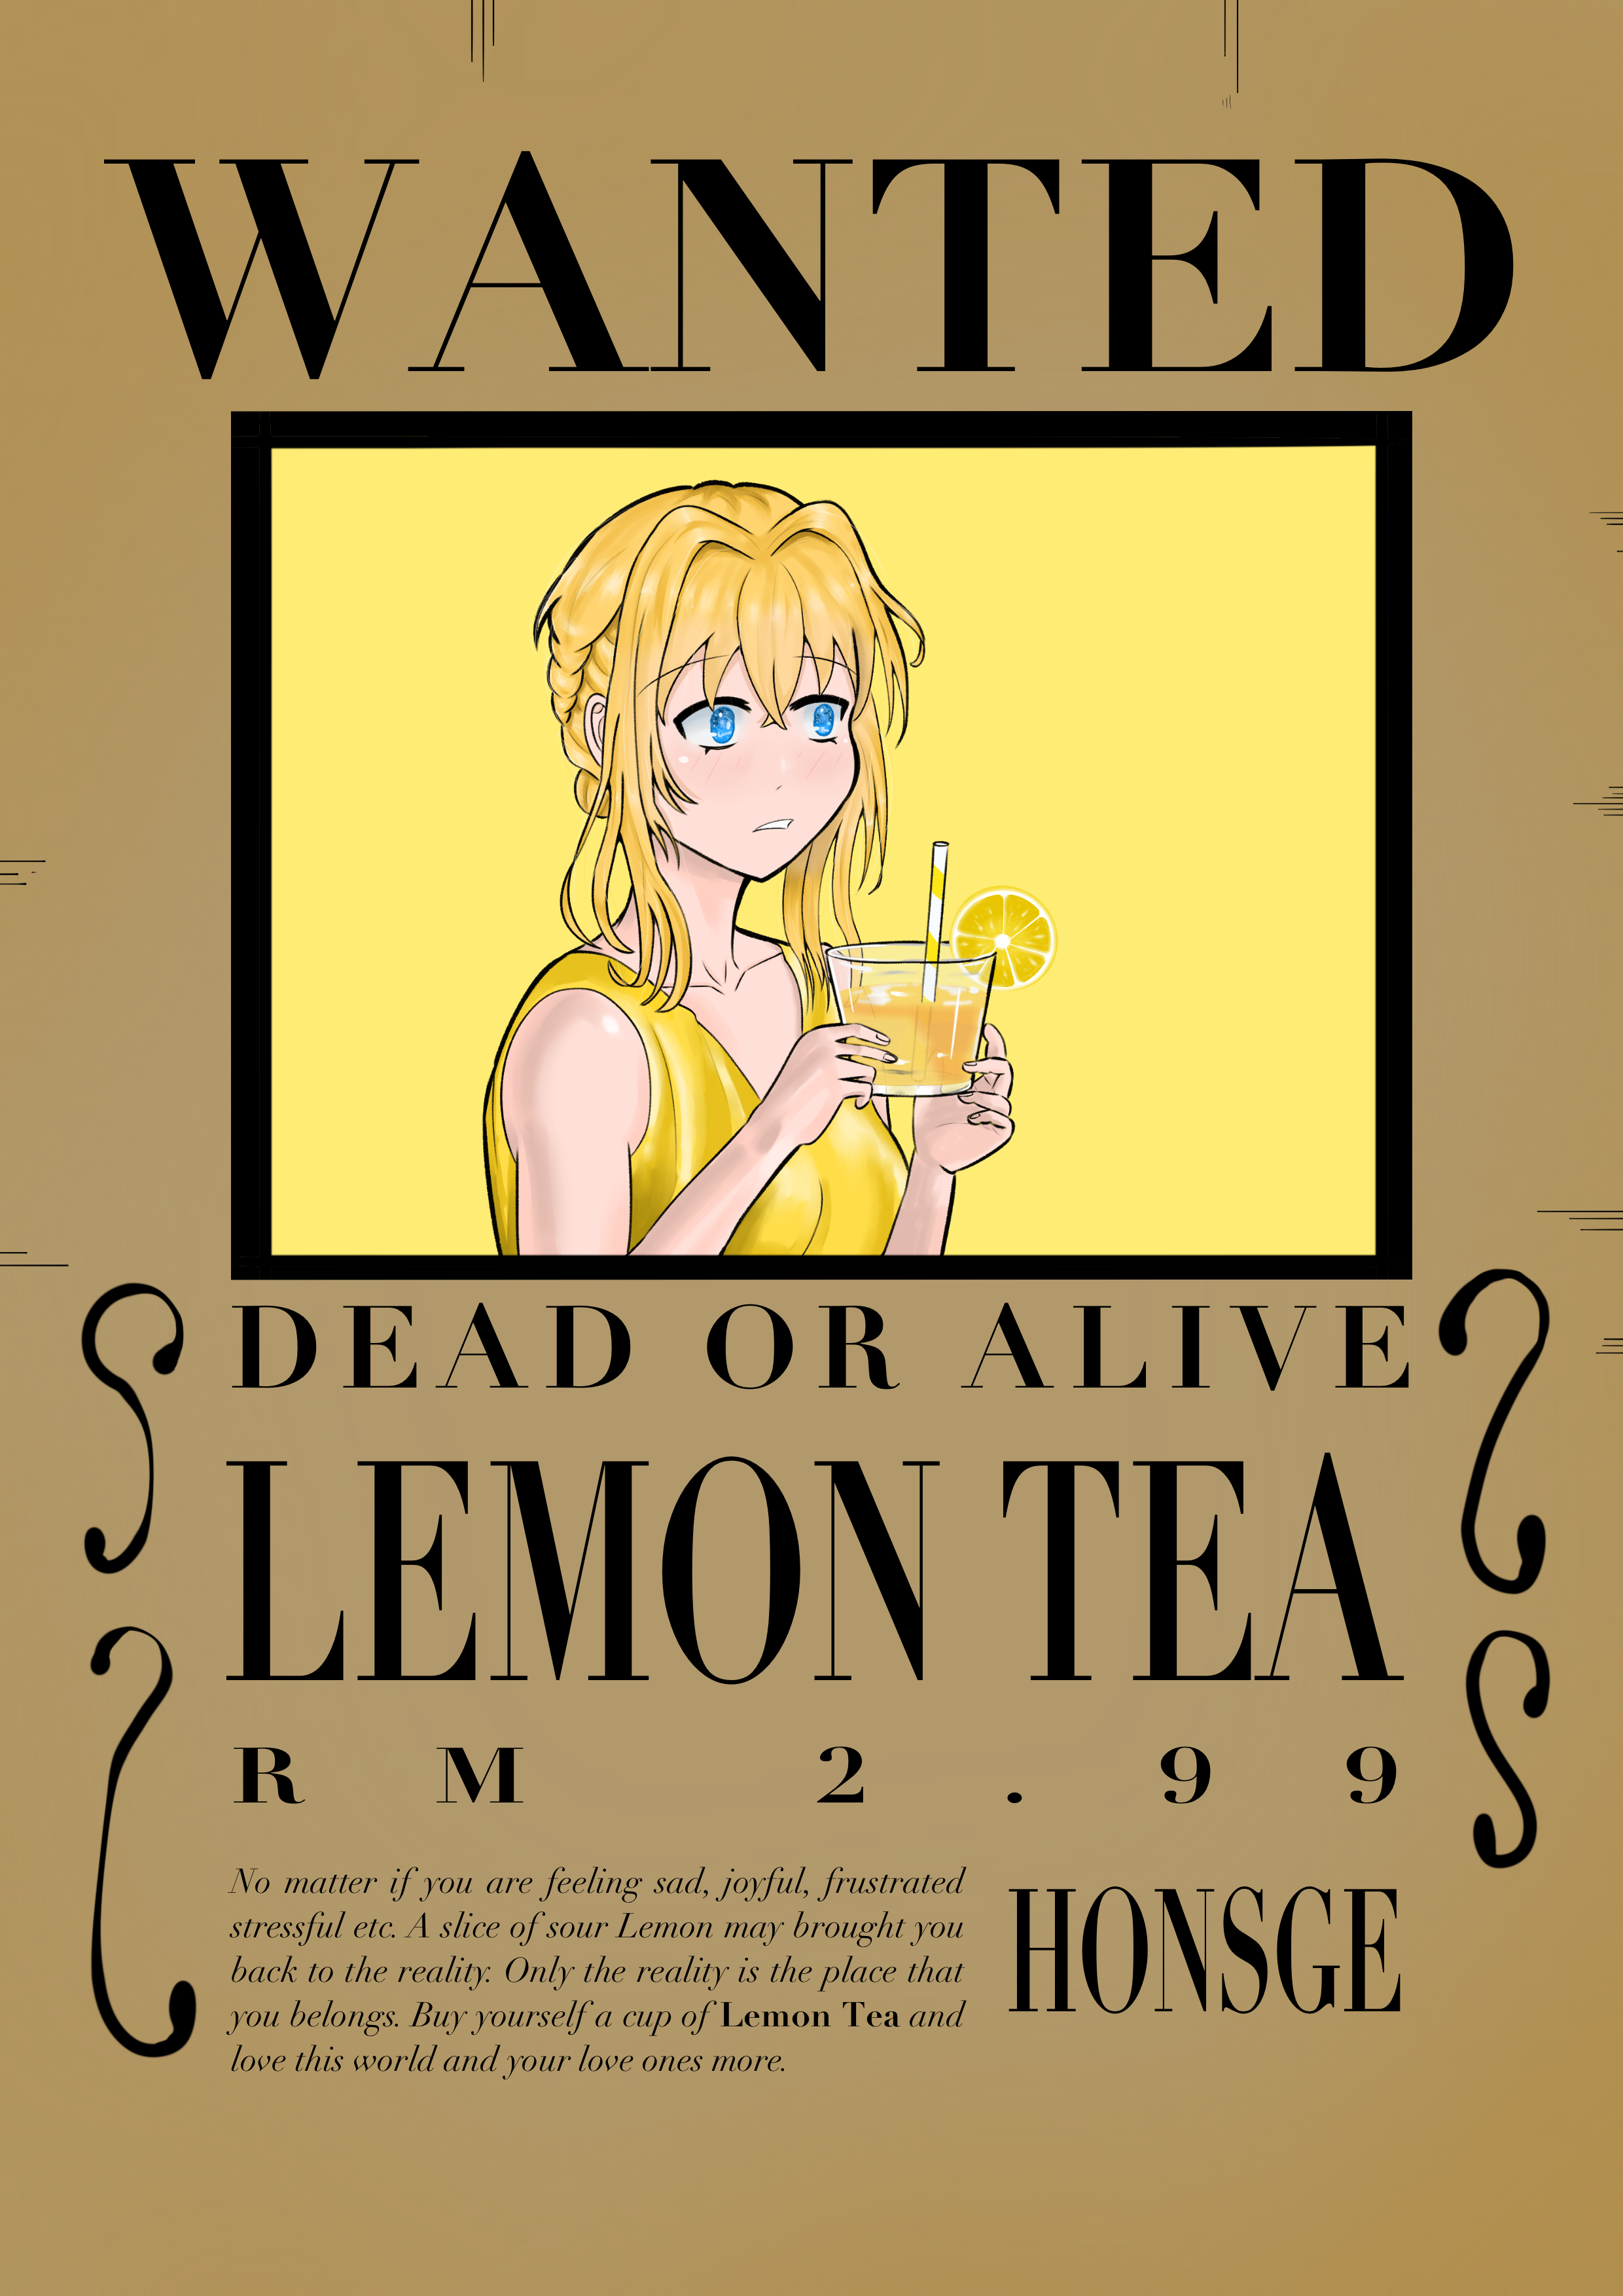 WANTED
DEAD OR ALIVE
LEMON TEA
RM 2.99
No matter if you are feeling sad, joyful, frustrated
stressful etc. A slice of sour Lemon may brought you
back to the reality. Only the reality is the place that
you belongs. Buy yourself a cup of Lemon Tea and
love this world and your love ones more.
HONSGE